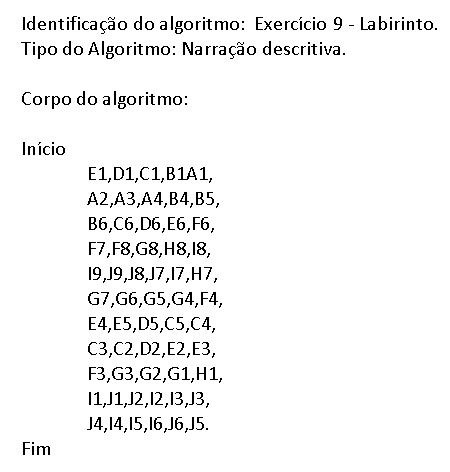 Identificação do algoritmo: Exercício 9 - Labirinto.
Tipo do Algoritmo: Narração descritiva.
Corpo do algoritmo:
Início
E1,D1,C1,B1A1,
A2,A3,A4,B4,B5,
B6,C6,D6,E6,F6,
F7,F8,G8,H8,I8,
I9,J9,J8,J7,I7,H7,
G7,G6,G5,G4,F4,
E4,E5,D5,C5,C4,
C3,C2,D2,E2,E3,
F3,G3,G2,G1,H1,
I1,J1,J2,I2,I3,J3,
J4,I4,I5,I6,J6,J5.
Fim